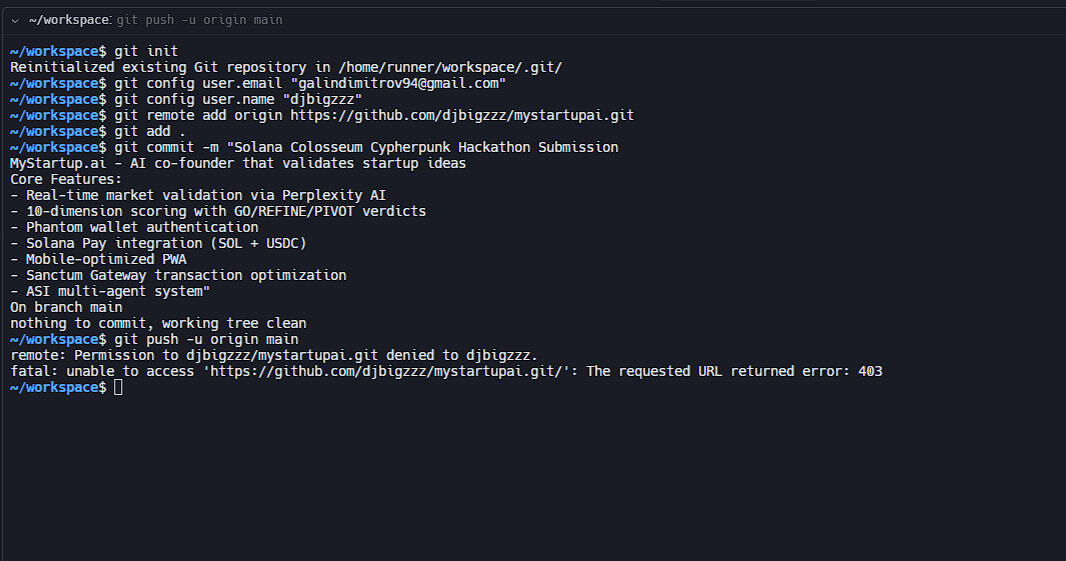 ~/workspace: git push -u origin main
~/workspace$ git init
Reinitialized existing Git repository in /home/runner/workspace/.git/
~/workspace$ git config user.email "galindimitrov94@gmail.com"
~/workspace$ git config user.name "djbigzzz"
~/workspace$ git remote add origin https://github.com/djbigzzz/mystartupai.git
~/workspace$ git add .
~/workspace$ git commit -m "Solana Colosseum Cypherpunk Hackathon Submission
MyStartup.ai - AI co-founder that validates startup ideas
Core Features:
- Real-time market validation via Perplexity AI
- 10-dimension scoring with GO/REFINE/PIVOT verdicts
- Phantom wallet authentication
- Solana Pay integration (SOL + USDC)
- Mobile-optimized PWA
- Sanctum Gateway transaction optimization
- ASI multi-agent system"
On branch main
nothing to commit, working tree clean
~/workspace$ git push -u origin main
remote: Permission to djbigzzz/mystartupai.git denied to djbigzzz.
fatal: unable to access 'https://github.com/djbigzzz/mystartupai.git/': The requested URL returned error: 403
~/workspace$